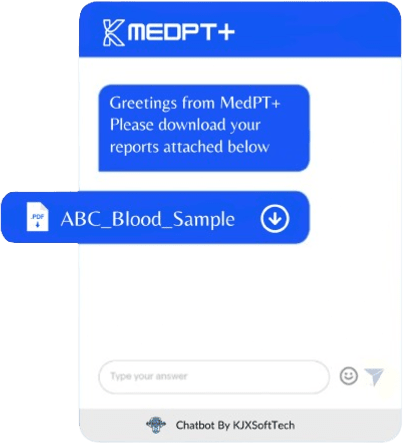 KMEDPT+
Greetings from MedPT+
Please download your
reports attached below
.PDF
ABC_Blood_Sample
Type your answer
Chatbot By KJXSoftTech